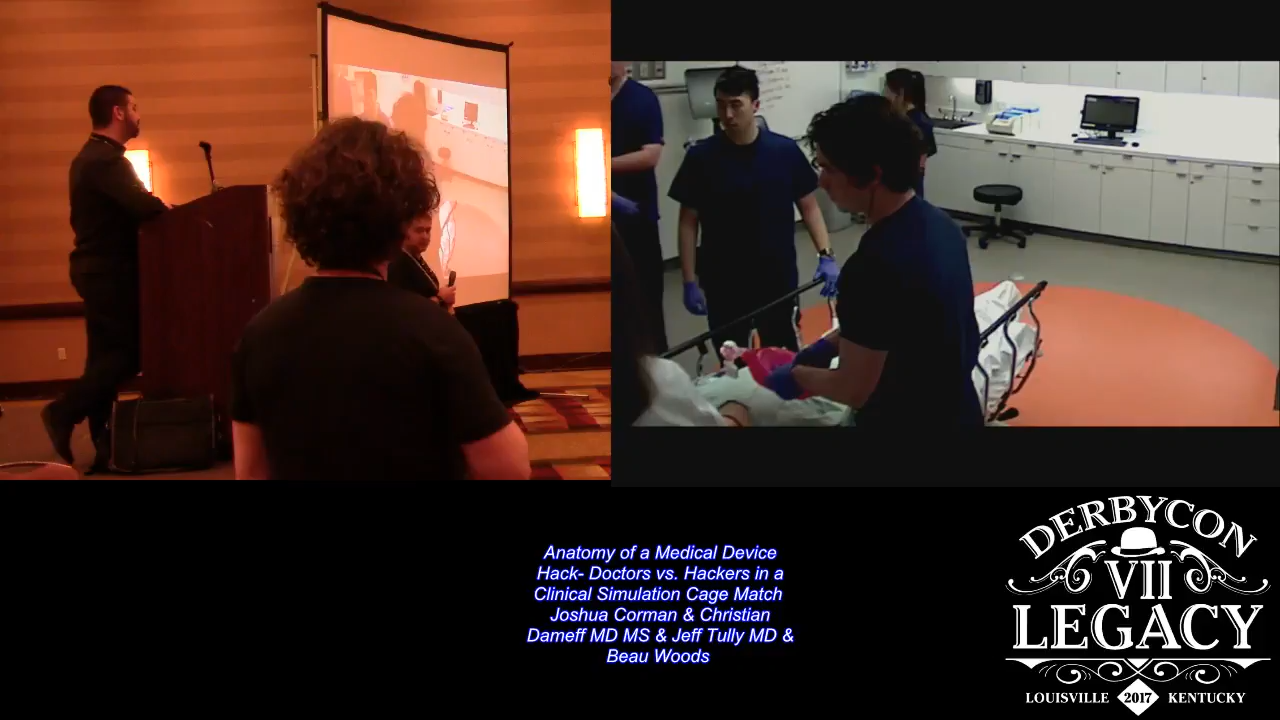 Anatomy of a Medical Device
Hack- Doctors vs. Hackers in a
Clinical Simulation Cage Match
Joshua Corman & Christian
Dameff MD MS & Jeff Tully MD &
Beau Woods
DERBYCON
VII
LEGACY
LOUISVILLE 2017 KENTUCKY